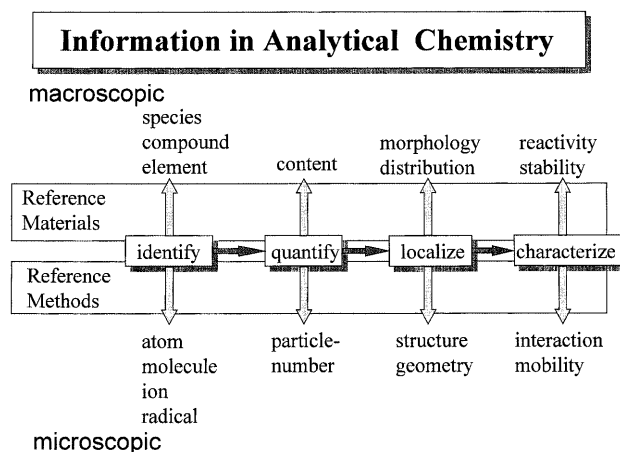 Information in Analytical Chemistry
macroscopic
species
compound
element
content
morphology
distribution
reactivity
stability
Reference
Materials
identify
quantify
localize
characterize
Reference
Methods
atom
molecule
ion
radical
particle-
number
structure
geometry
interaction
mobility
microscopic